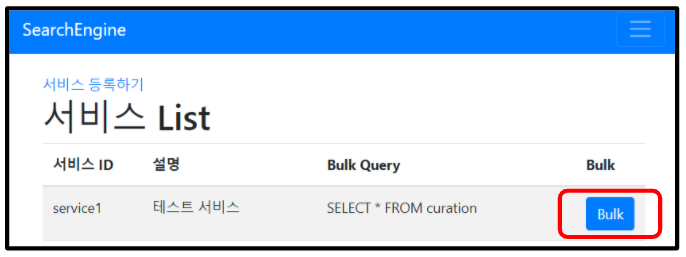 SearchEngine
서비스 등록하기
서비스 List
서비스 ID 설명 Bulk Query Bulk
service1 테스트 서비스 SELECT * FROM curation Bulk